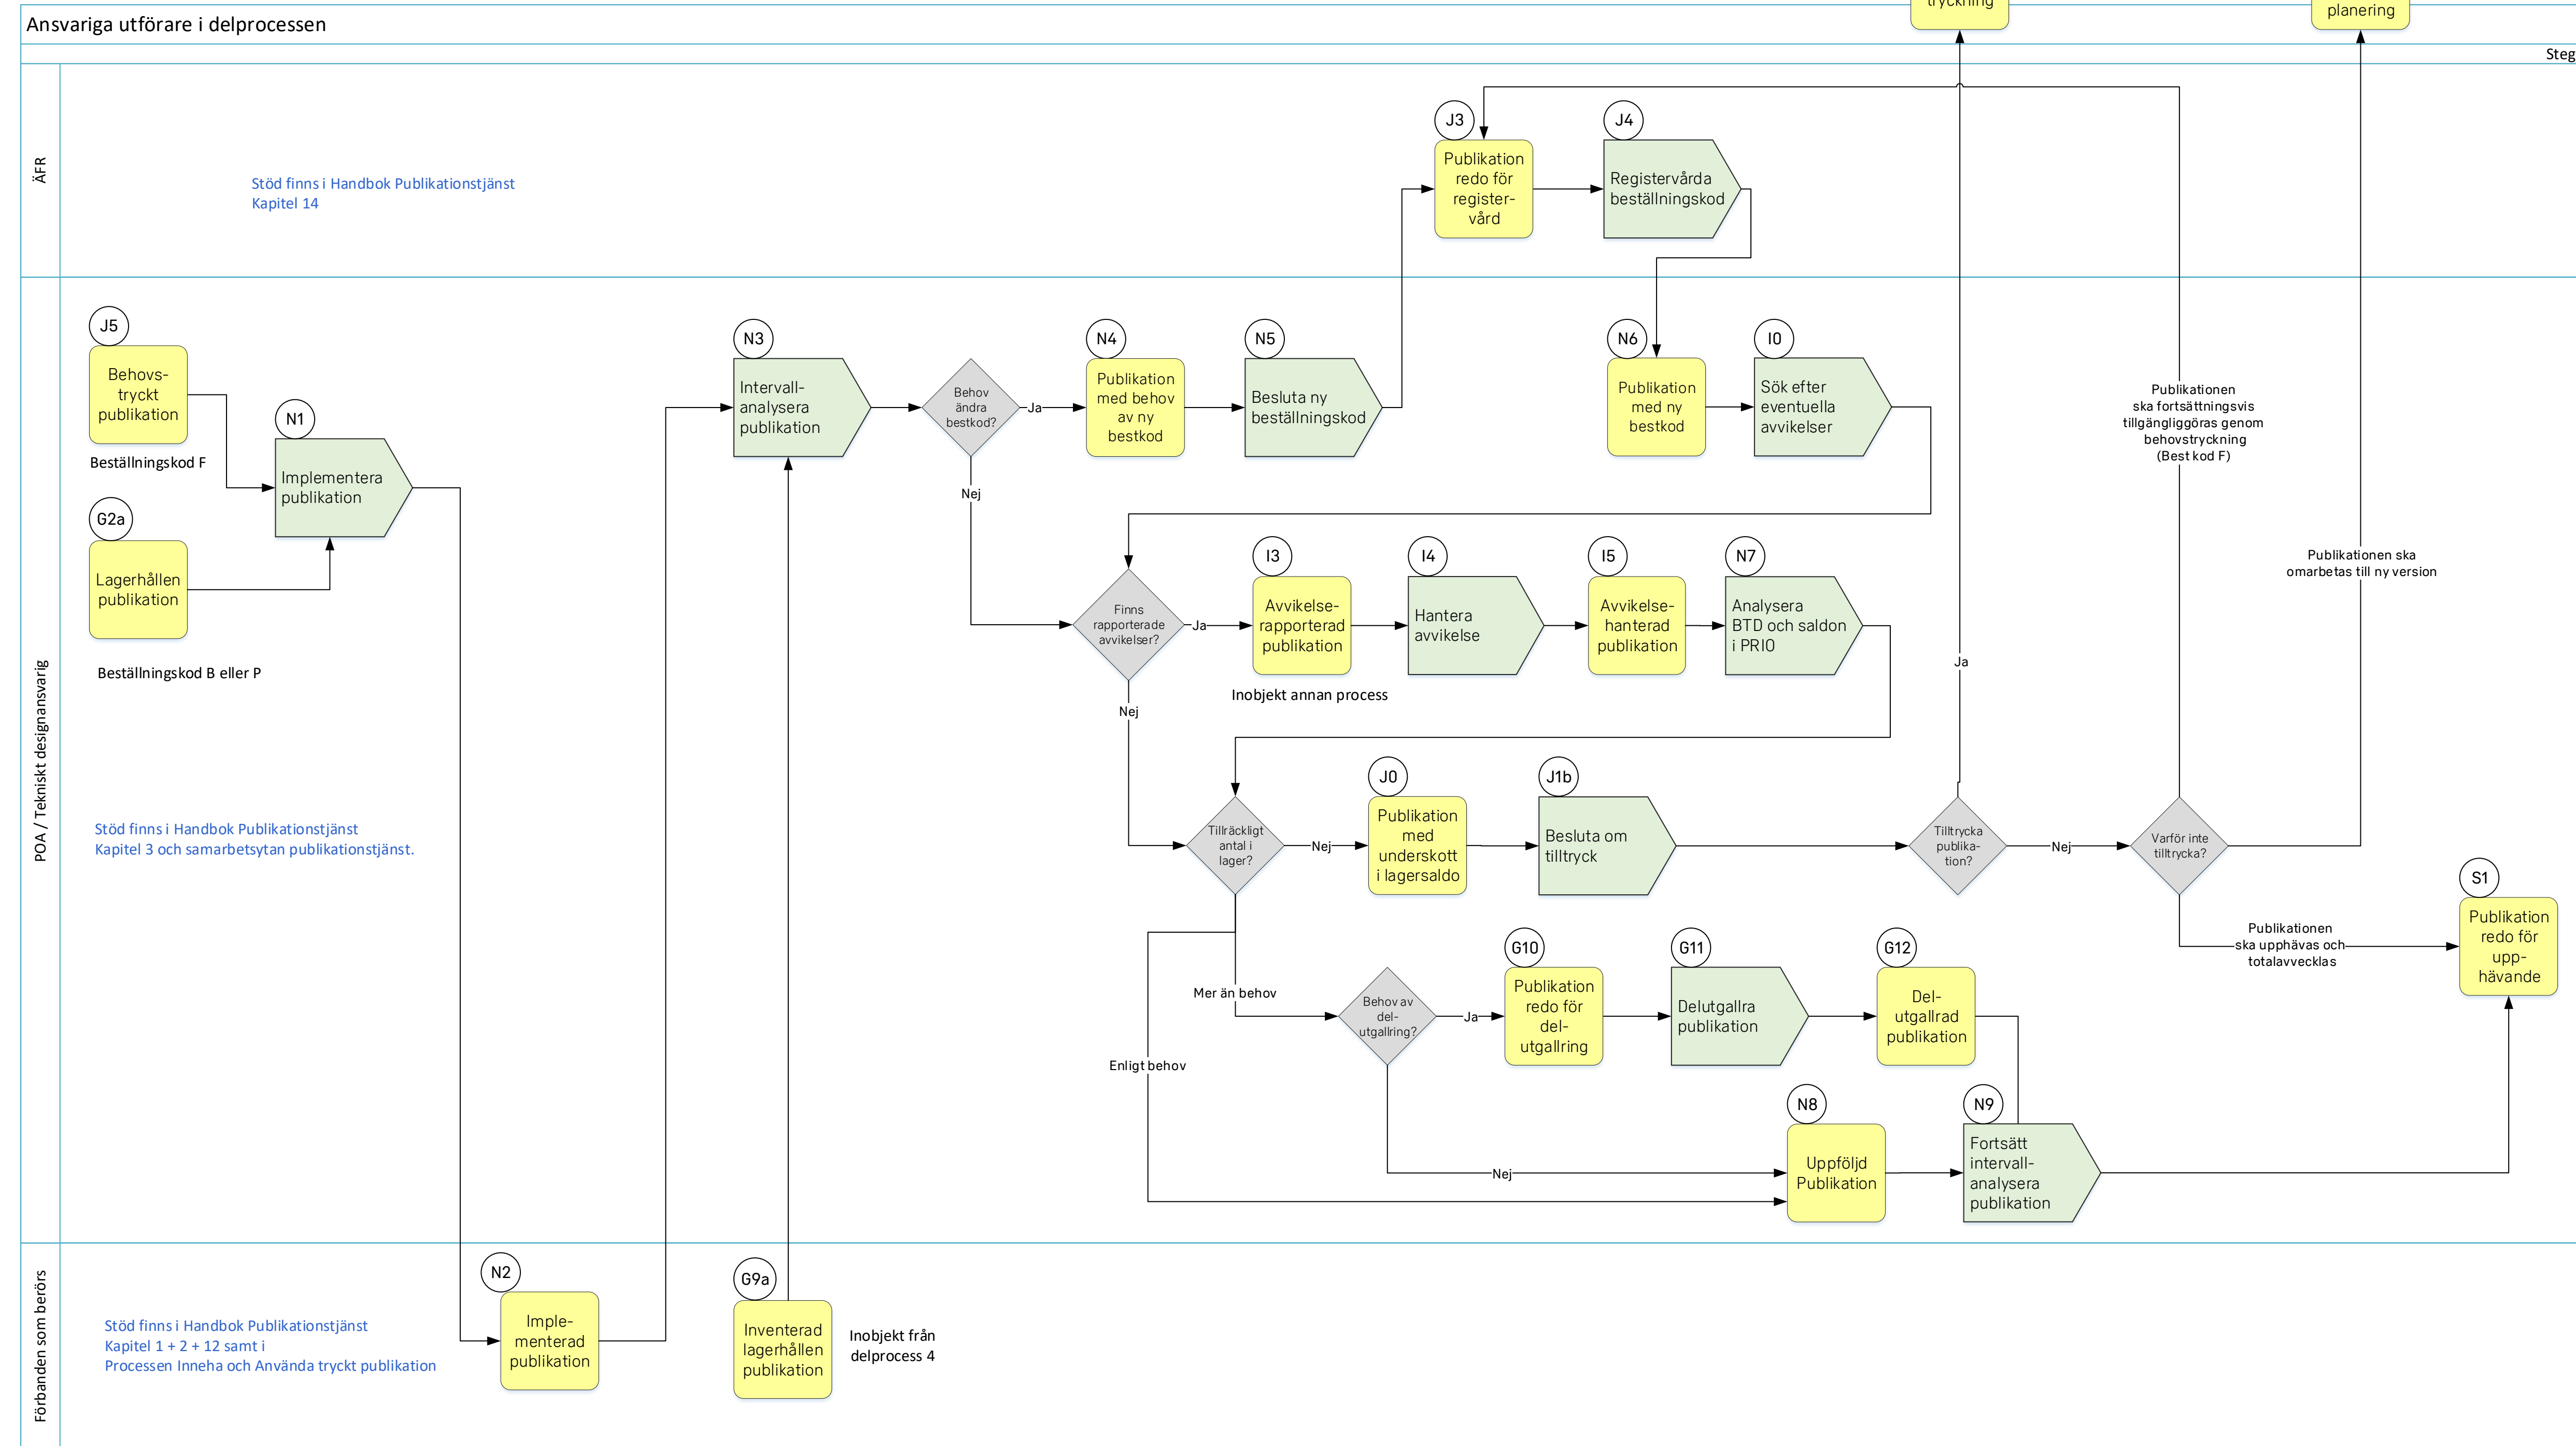 tryckning
planering
Ansvariga utförare i delprocessen
Steg
ÄFR
Stöd finns i Handbok Publikationstjänst
Kapitel 14
J3
Publikation
redo för
register-
vård
J4
Registervårda
beställningskod
POA / Tekniskt designansvarig
J5
Behovs-
tryckt
publikation
Beställningskod F
N1
Implementera
publikation
G2a
Lagerhållen
publikation
Beställningskod B eller P
N3
Intervall-
analysera
publikation
Behov
ändra
bestkod?
Ja
Nej
N4
Publikation
med behov
av ny
bestkod
N5
Besluta ny
beställningskod
N6
Publikation
med ny
bestkod
I0
Sök efter
eventuella
avvikelser
Publikationen
ska fortsättningsvis
tillgängliggöras genom
behovstryckning
(Best kod F)
Publikationen ska
omarbetas till ny version
Finns
rapporterade
avvikelser?
Ja
Nej
I3
Avvikelse-
rapporterad
publikation
Inobjekt annan process
I4
Hantera
avvikelse
I5
Avvikelse-
hanterad
publikation
N7
Analysera
BTD och saldon
i PRIO
Ja
Stöd finns i Handbok Publikationstjänst
Kapitel 3 och samarbetsytan publikationstjänst.
Tillräckligt
antal i
lager?
Nej
J0
Publikation
med
underskott
i lagersaldo
J1b
Besluta om
tilltryck
Tilltrycka
publika-
tion?
Nej
Varför inte
tilltrycka?
S1
Publikation
redo för
upp-
hävande
Publikationen
ska upphävas och
totalavvecklas
Mer än behov
Enligt behov
Behov av
del-
utgallring?
Ja
Nej
G10
Publikation
redo för
del-
utgallring
G11
Delutgallra
publikation
G12
Del-
utgallrad
publikation
N8
Uppföljd
Publikation
N9
Fortsätt
intervall-
analysera
publikation
Förbanden som berörs
Stöd finns i Handbok Publikationstjänst
Kapitel 1 + 2 + 12 samt i
Processen Inneha och Använda tryckt publikation
N2
Imple-
menterad
publikation
G9a
Inventerad
lagerhållen
publikation
Inobjekt från
delprocess 4